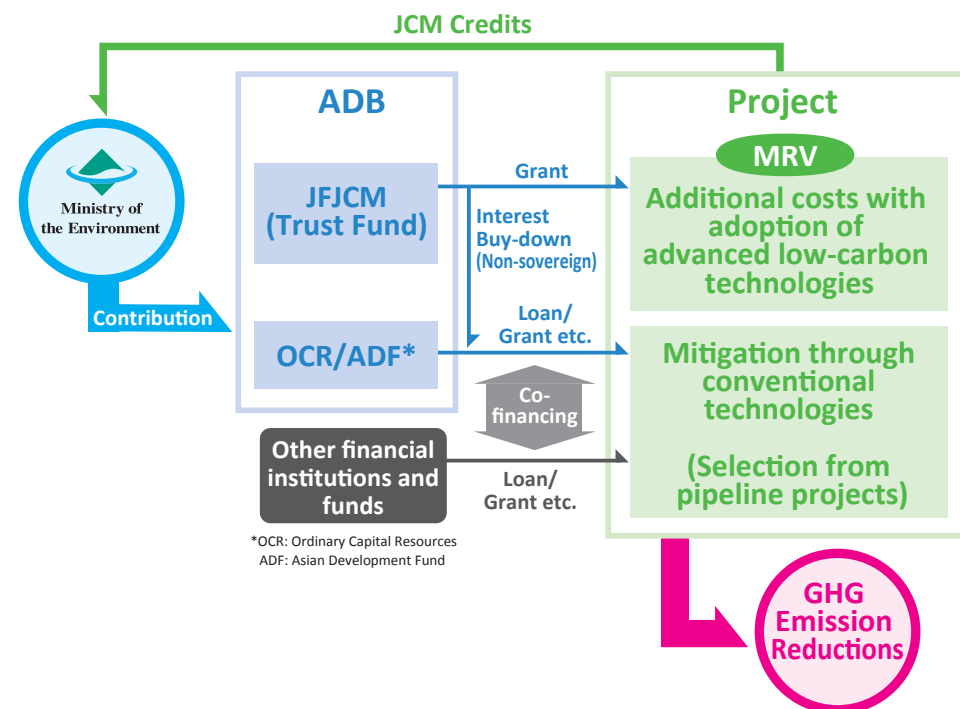 JCM Credits
Ministry of
the Environment
Contribution
ADB
JFJCM
(Trust Fund)
OCR/ADF*
Grant
Interest
Buy-down
(Non-sovereign)
Loan/
Grant etc.
Co-
financing
Other financial
institutions and
funds
Loan/
Grant etc.
*OCR: Ordinary Capital Resources
ADF: Asian Development Fund
Project
MRV
Additional costs with
adoption of
advanced low-carbon
technologies
Mitigation through
conventional
technologies
(Selection from
pipeline projects)
GHG
Emission
Reductions